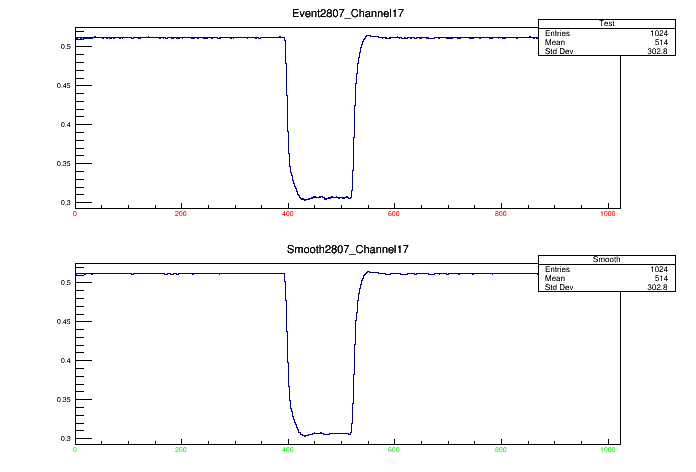 Event2807_Channel17
Test
Entries 1024
Mean 514
Std Dev 302.8
0.5
0.45
0.4
0.35
0.3
0 200 400 600 800 1000
Smooth2807_Channel17
Smooth
Entries 1024
Mean 514
Std Dev 302.8
0.5
0.45
0.4
0.35
0.3
0 200 400 600 800 1000